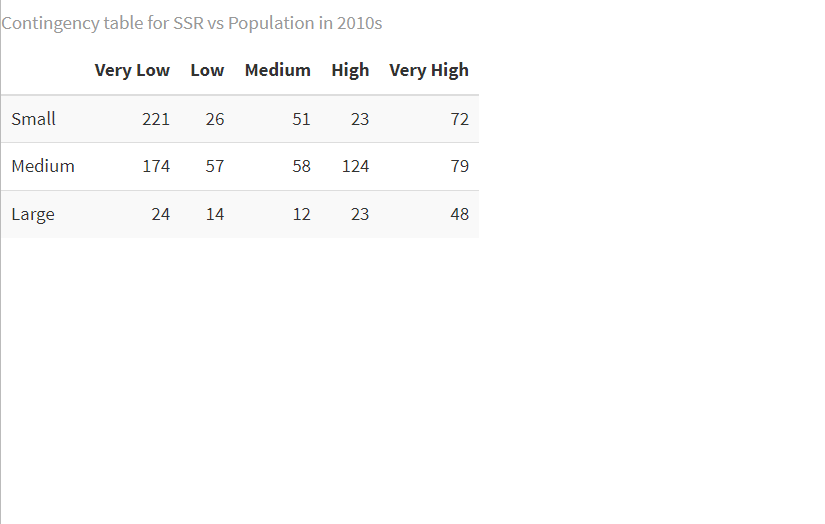 Contingency table for SSR vs Population in 2010s
Very Low Low Medium High Very High
Small 221 26 51 23 72
Medium 174 57 58 124 79
Large 24 14 12 23 48